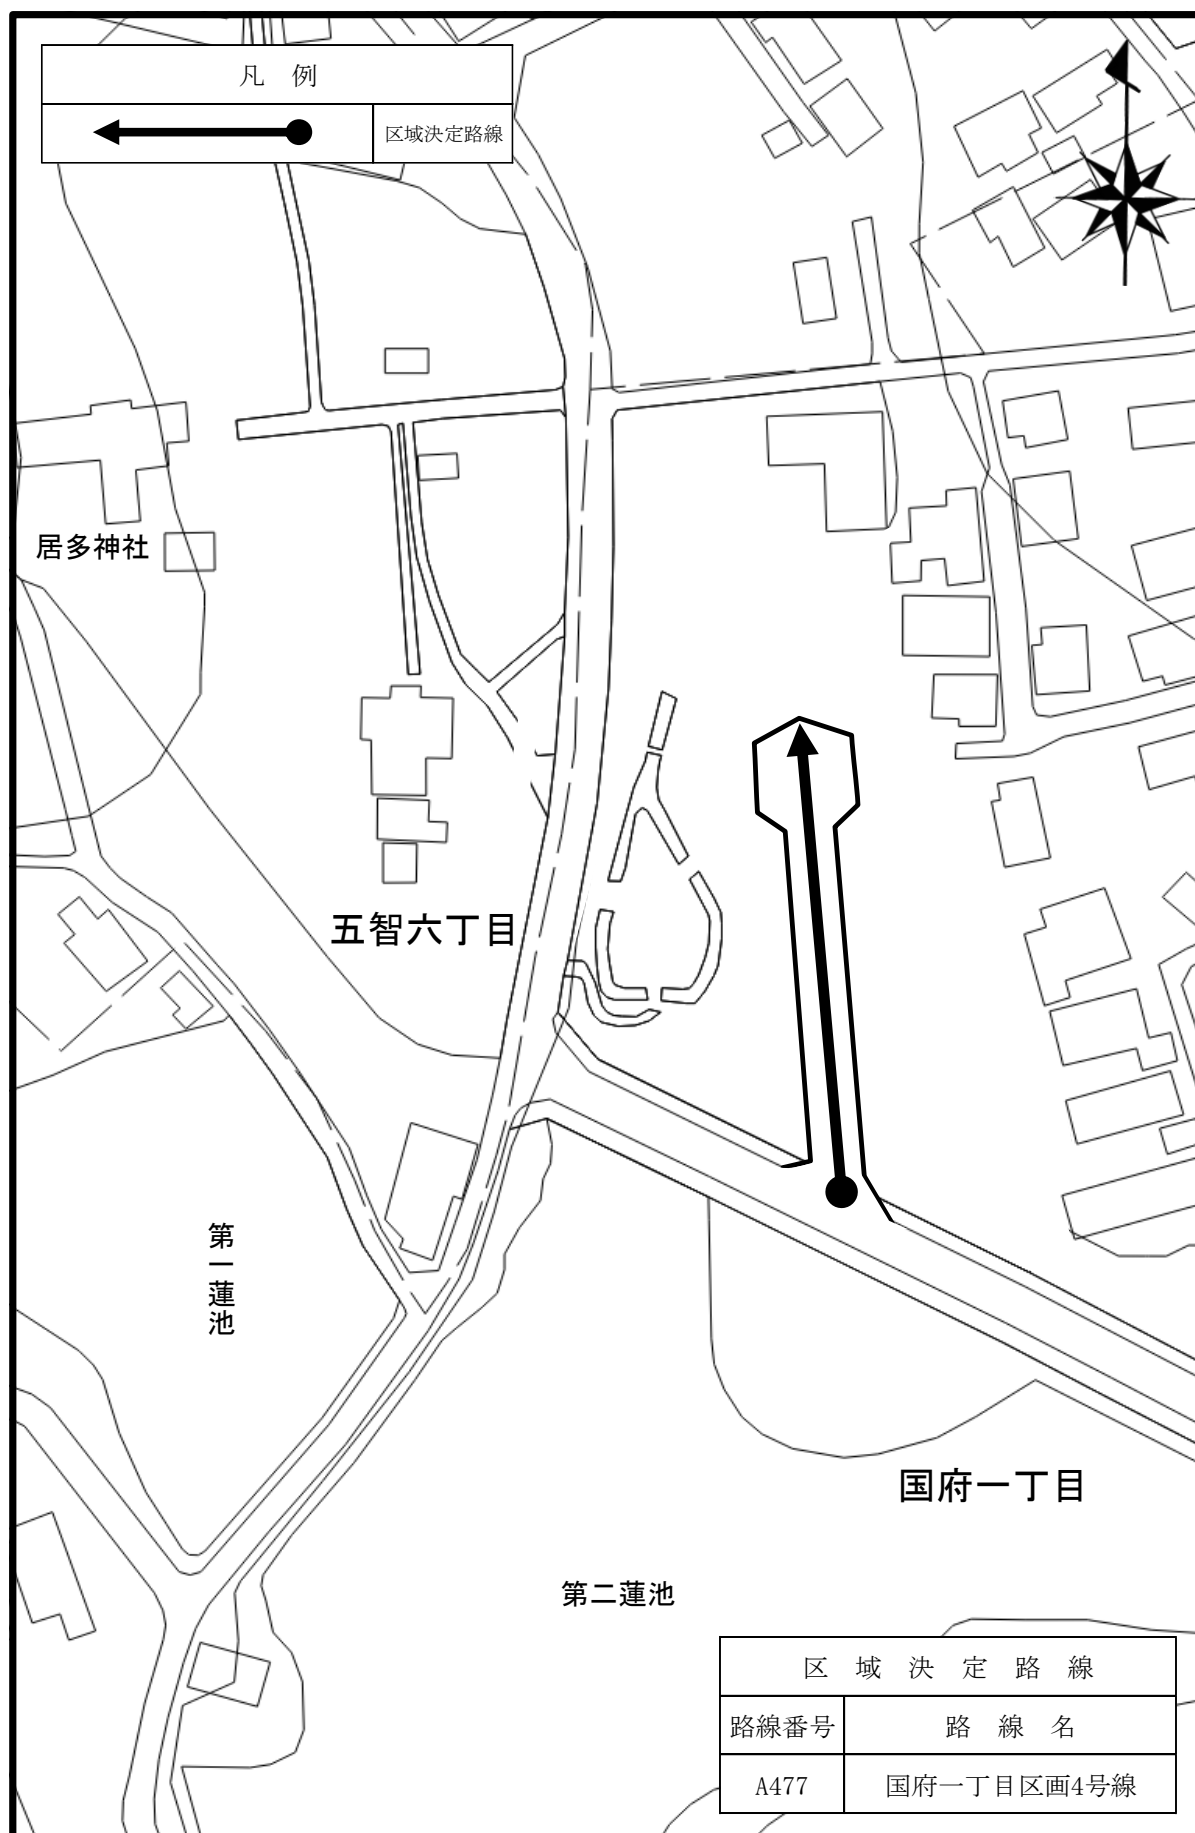 凡 例
区域決定路線
居多神社
五智六丁目
第一蓮池
国府一丁目
第二蓮池
区 域 決 定 路 線
路線番号 路 線 名
A477 国府一丁目区画4号線